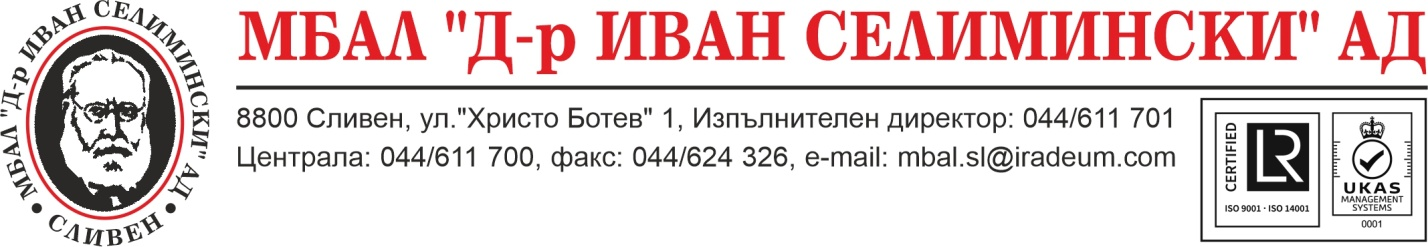 МБАЛ "Д-р ИВАН СЕЛИМИНСКИ" АД
• СЛИВЕН •
МБАЛ "Д-р ИВАН СЕЛИМИНСКИ" АД
8800 Сливен, ул."Христо Ботев" 1, Изпълнителен директор: 044/611 701
Централа: 044/611 700, факс: 044/624 326, e-mail: mbal.sl@iradeum.com
CERTIFIED
LR
ISO 9001 · ISO 14001
UKAS
MANAGEMENT
SYSTEMS
0001